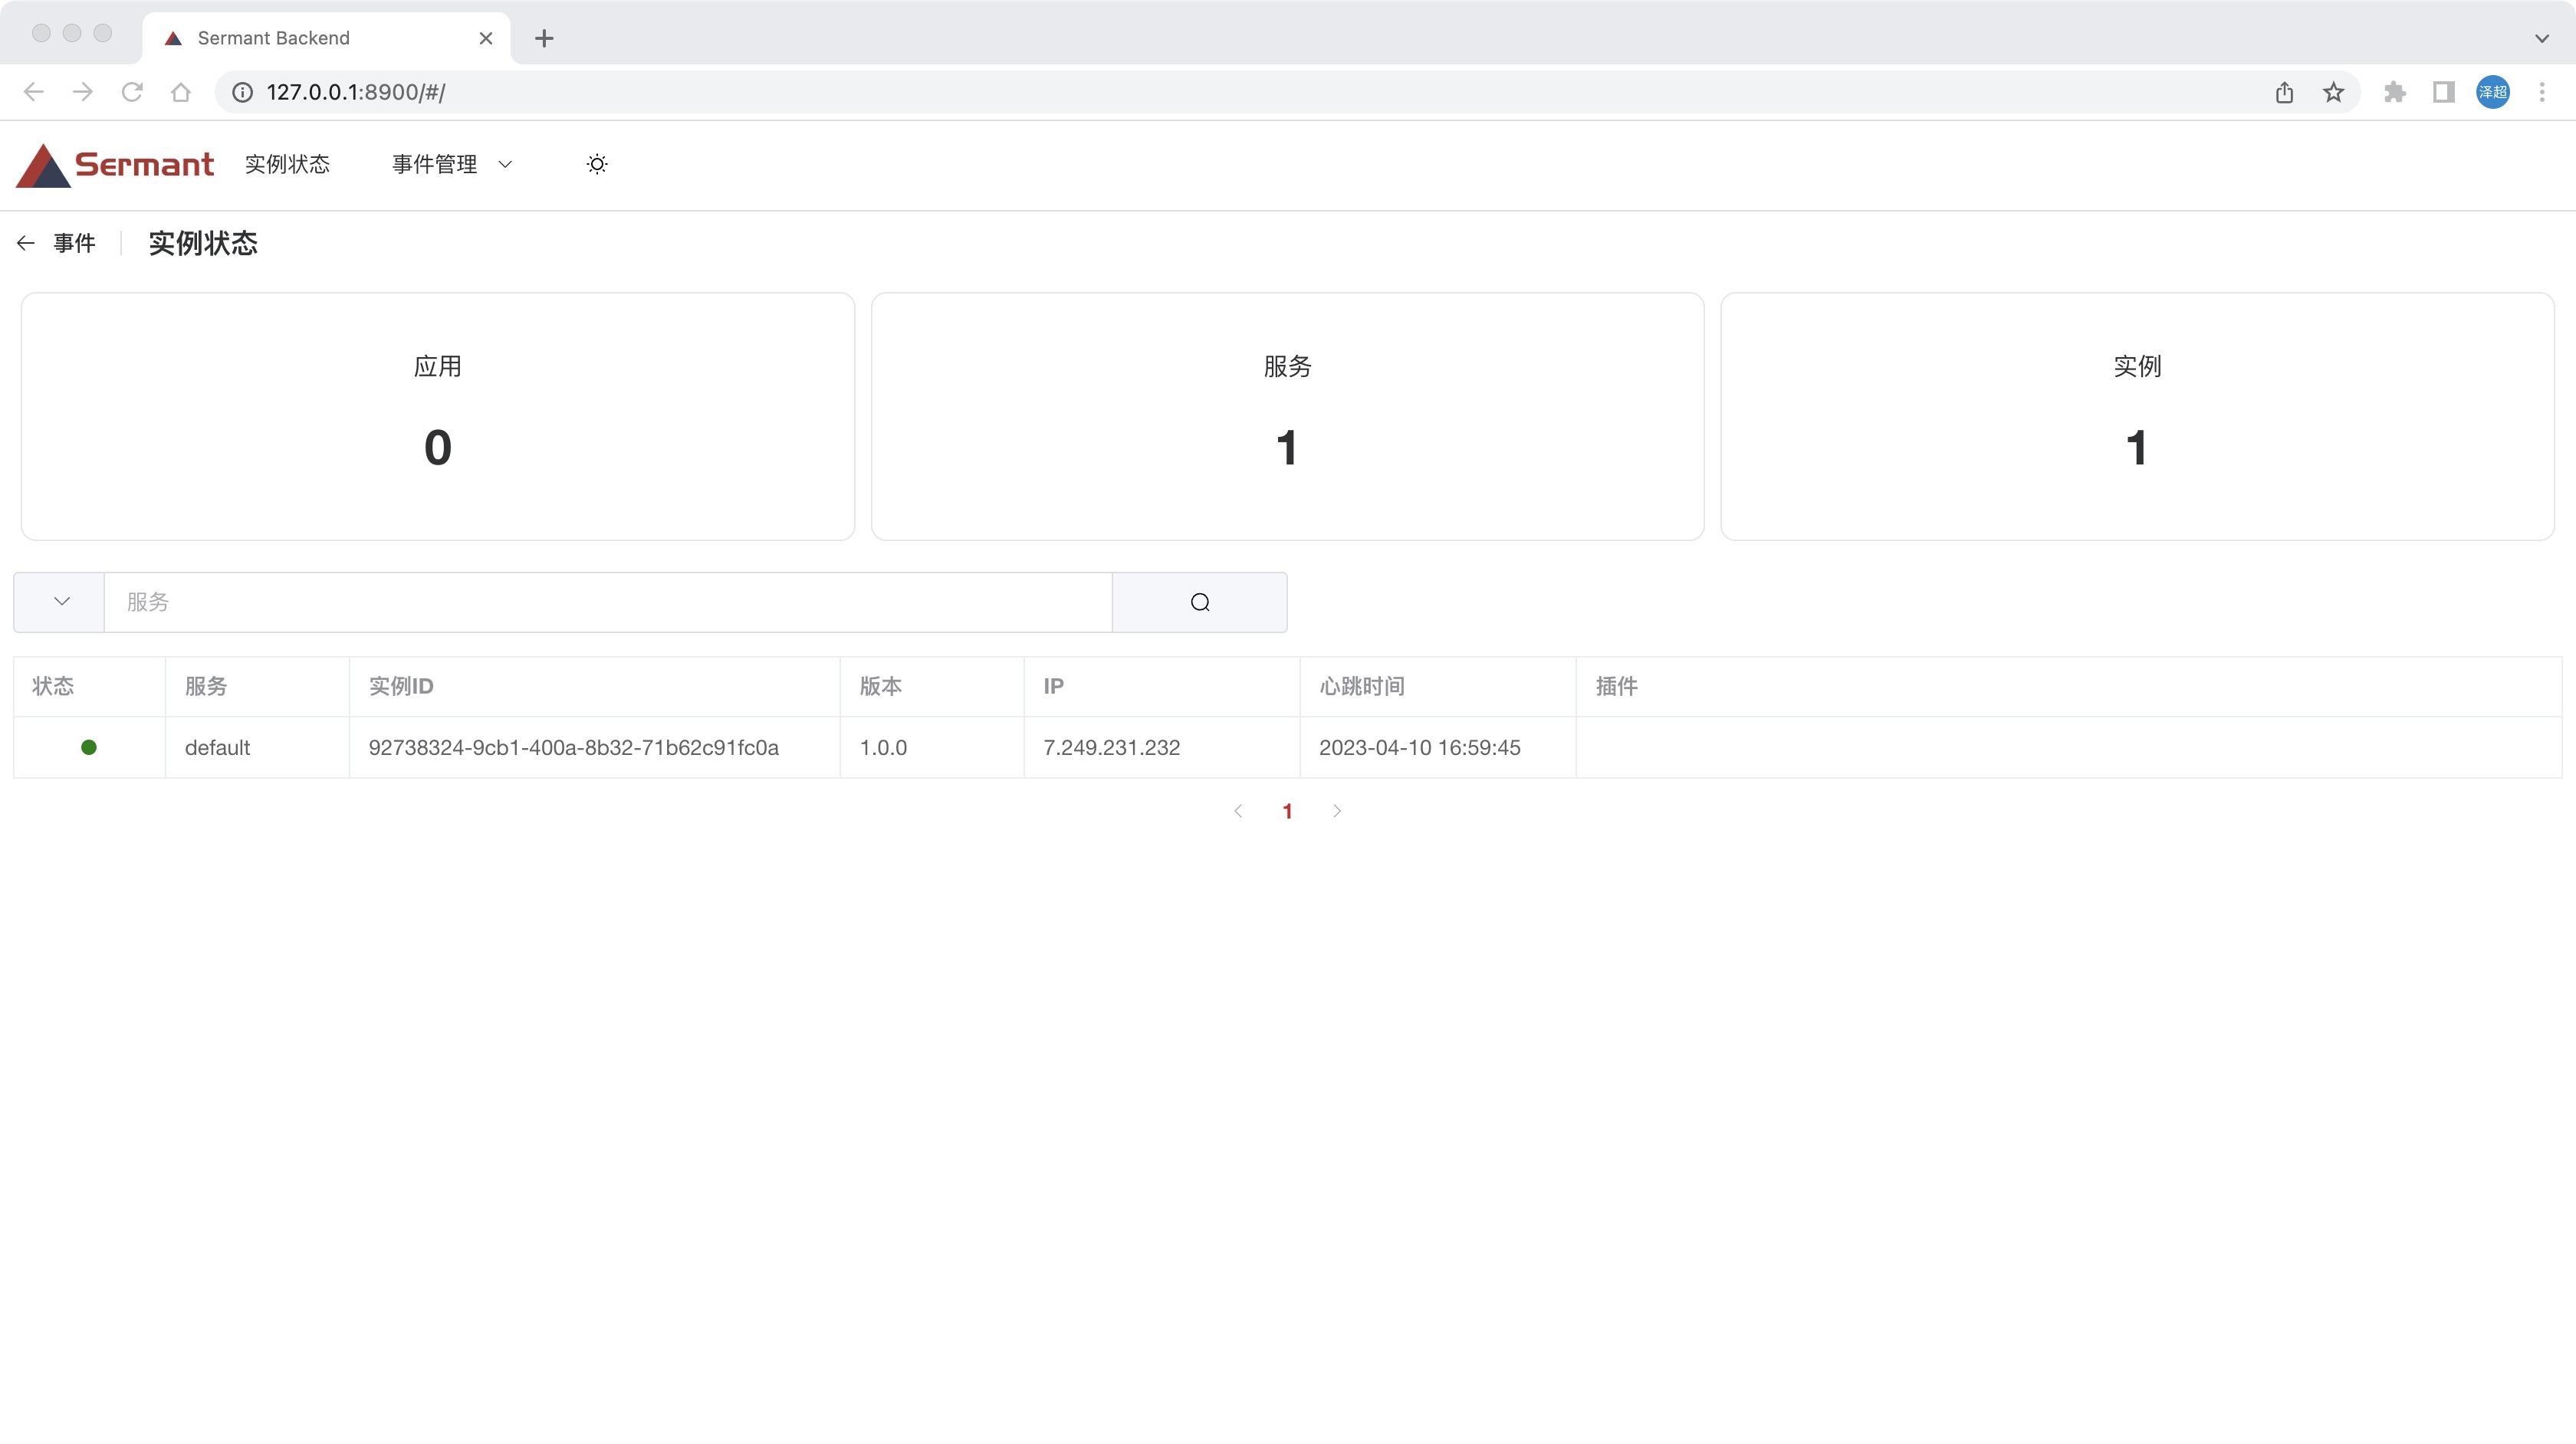 Sermant Backend
127.0.0.1:8900/#/
泽超
Sermant 实例状态 事件管理
事件 实例状态
应用 服务 实例
0 1 1
服务
状态 服务 实例ID 版本 IP 心跳时间 插件
default 92738324-9cb1-400a-8b32-71b62c91fc0a 1.0.0 7.249.231.232 2023-04-10 16:59:45
1